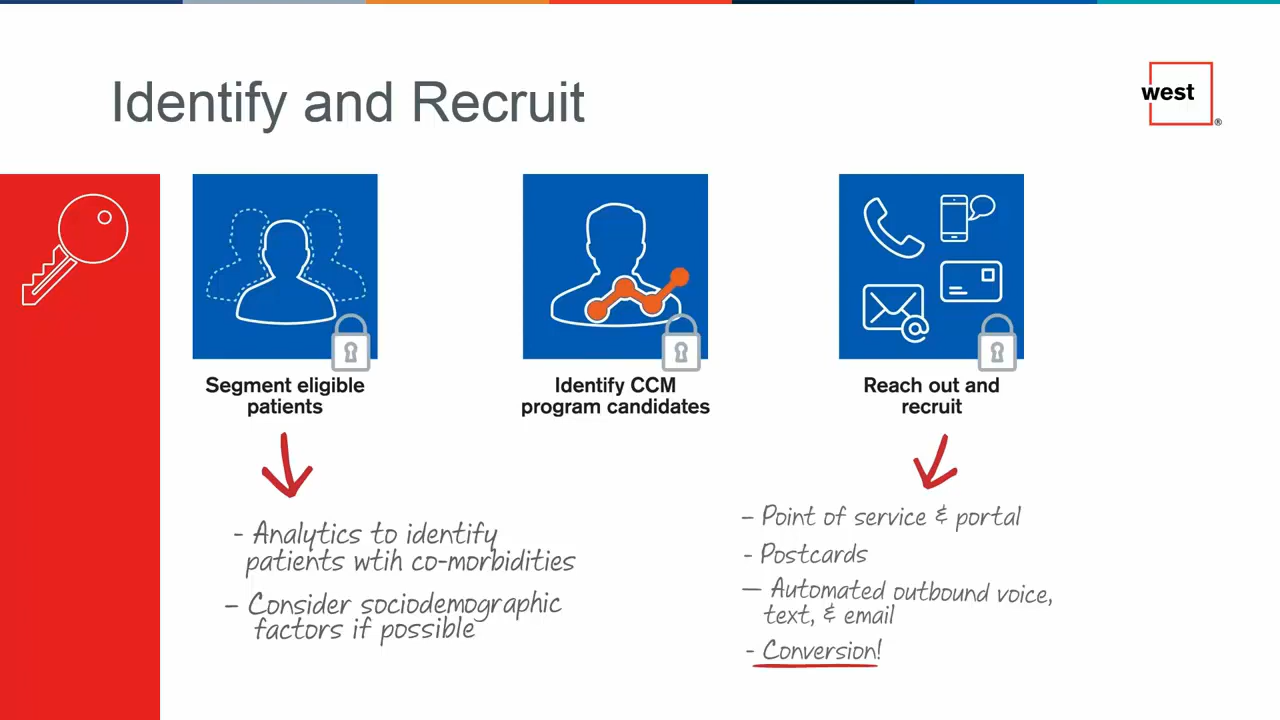 Identify and Recruit
west
®
Segment eligible
patients
Identify CCM
program candidates
Reach out and
recruit
- Analytics to identify
patients wtih co-morbidities
- Consider sociodemographic
factors if possible
- Point of service & portal
- Postcards
- Automated outbound voice,
text, & email
- Conversion!